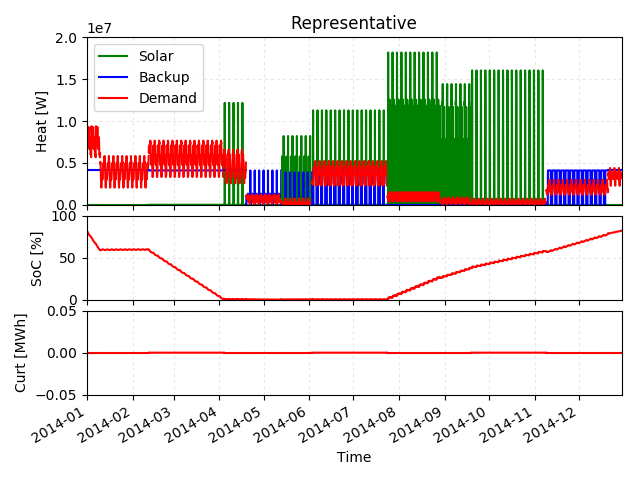 Representative
1e7
2.0
1.5
1.0
0.5
0.0
Heat [W]
Solar
Backup
Demand
100
50
0
SoC [%]
0.05
0.00
−0.05
Curt [MWh]
2014-01
2014-02
2014-03
2014-04
2014-05
2014-06
2014-07
2014-08
2014-09
2014-10
2014-11
2014-12
Time